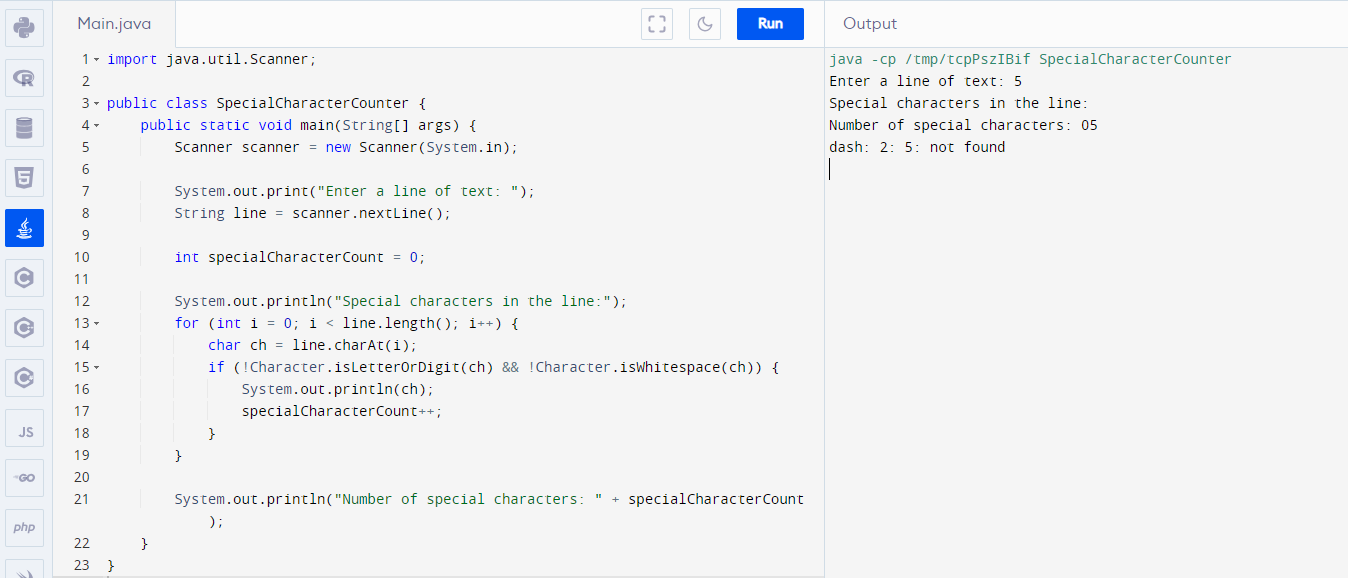 Main.java
Run
Output
1 import java.util.Scanner;
2
3 public class SpecialCharacterCounter {
4     public static void main(String[] args) {
5         Scanner scanner = new Scanner(System.in);
6
7         System.out.print("Enter a line of text: ");
8         String line = scanner.nextLine();
9
10         int specialCharacterCount = 0;
11
12         System.out.println("Special characters in the line:");
13         for (int i = 0; i < line.length(); i++) {
14             char ch = line.charAt(i);
15             if (!Character.isLetterOrDigit(ch) && !Character.isWhitespace(ch)) {
16                 System.out.println(ch);
17                 specialCharacterCount++;
18             }
19         }
20
21         System.out.println("Number of special characters: " + specialCharacterCount
);
22     }
23 }
java -cp /tmp/tcpPszIBif SpecialCharacterCounter
Enter a line of text: 5
Special characters in the line:
Number of special characters: 05
dash: 2: 5: not found
R
5
C
C
C
JS
GO
php